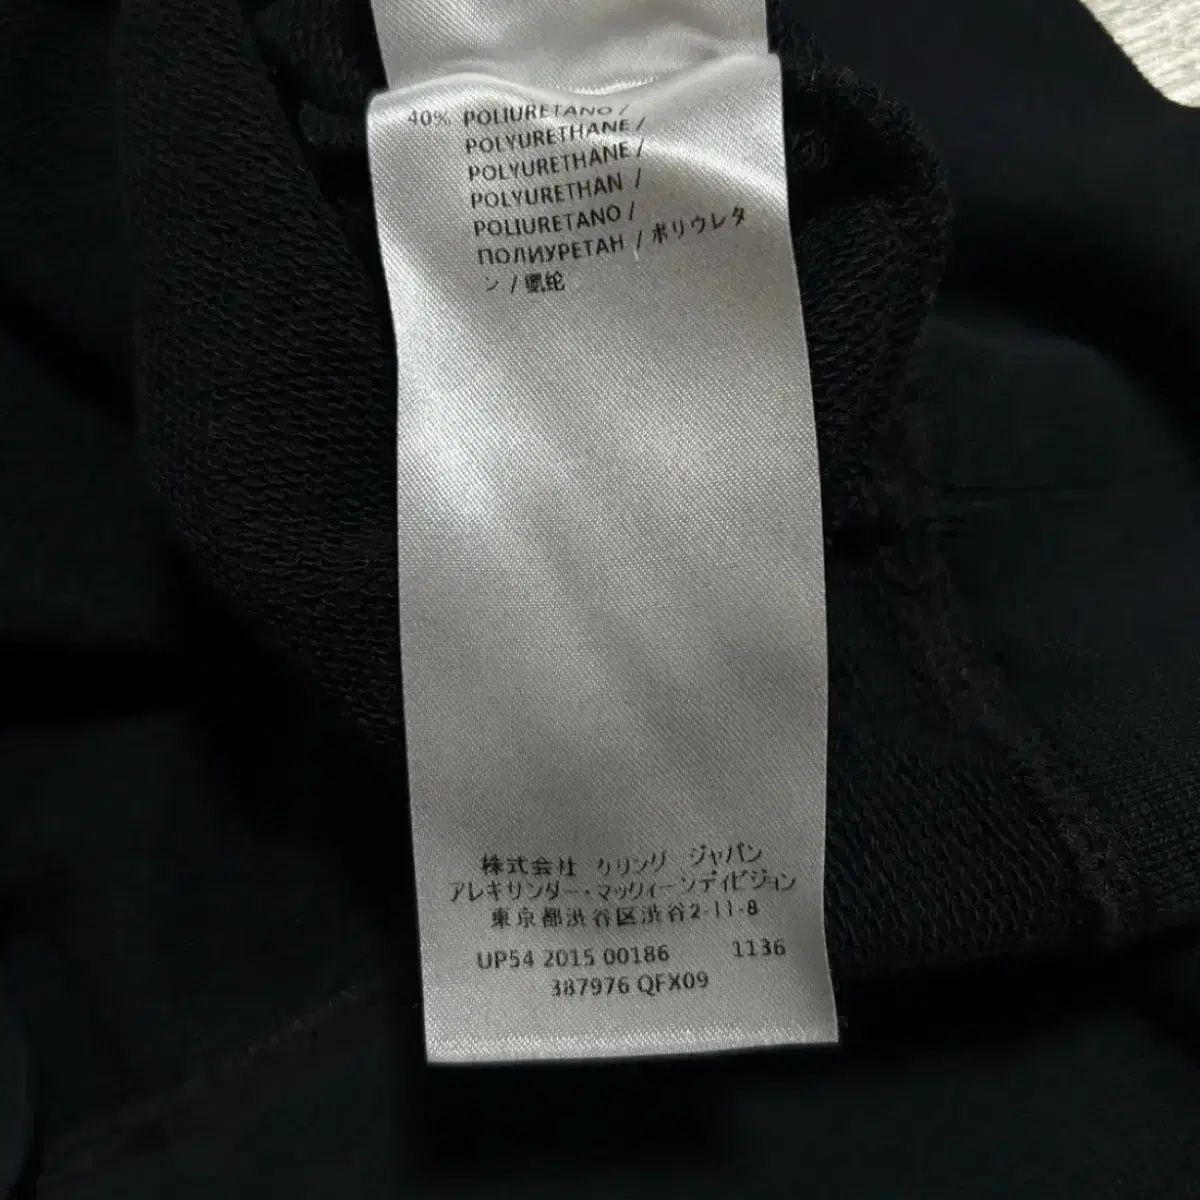 40% POLIURETANO /
POLYURETHANE /
POLYURETHANE /
POLYURETHAN /
POLIURETANO /
ПОЛИУРЕТАН / ポリウレタ
ン / 氨纶
株式会社 ケリング ジャパン
アレキサンダー・マックィーンディビジョン
東京都渋谷区渋谷2-11-8
UP54 2015 00186 1136
387976 QFX09